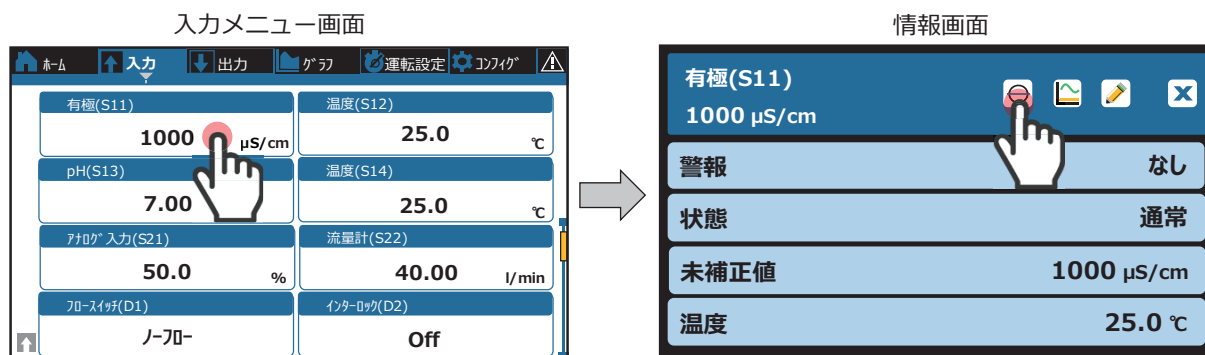 入力メニュー画面
ﾎｰﾑ 入力 出力 ｸﾞﾗﾌ 運転設定 ｺﾝﾌｨｸﾞ
有極(S11) 温度(S12)
1000 µS/cm 25.0 ℃
pH(S13) 温度(S14)
7.00 25.0 ℃
ｱﾅﾛｸﾞ入力(S21) 流量計(S22)
50.0 % 40.00 l/min
ﾌﾛｰｽｲｯﾁ(D1) ｲﾝﾀｰﾛｯｸ(D2)
ﾉｰﾌﾛｰ Off
情報画面
有極(S11)
1000 µS/cm
警報 なし
状態 通常
未補正値 1000 µS/cm
温度 25.0 ℃